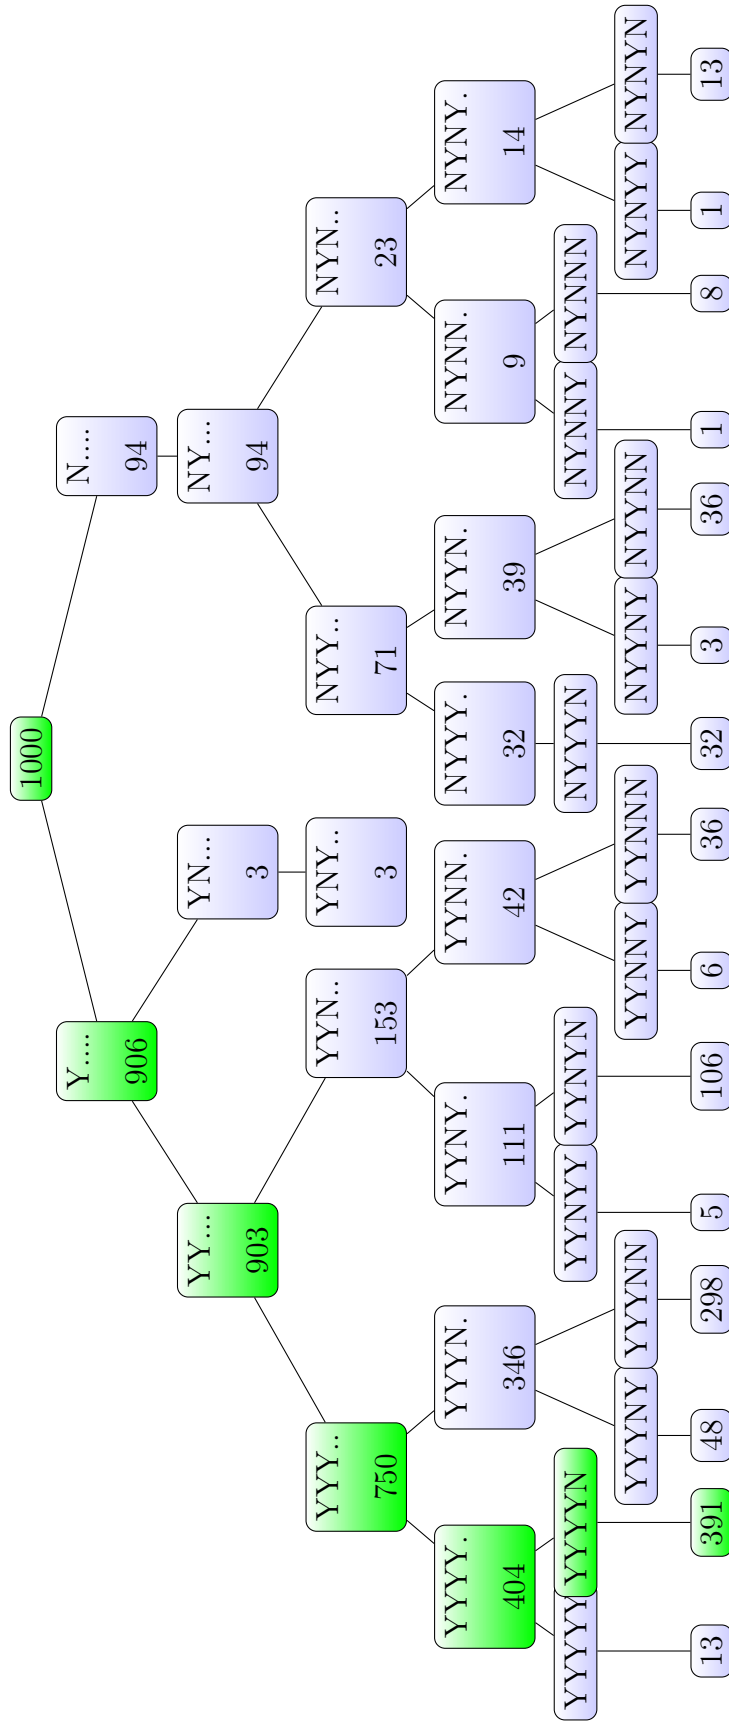 1000
Y....
906
N....
94
YY...
903
YN...
3
NY...
94
YYY..
750
YYN..
153
YNY..
3
NYY..
71
NYN..
23
YYYY.
404
YYYN.
346
YYNY.
111
YYNN.
42
NYYY.
32
NYYN.
39
NYNN.
9
NYNY.
14
YYYYY
YYYYN
YYYNY
YYYNN
YYNYY
YYNYN
YYNNY
YYNNN
NYYYN
NYYNY
NYYNN
NYNNY
NYNNN
NYNYY
NYNYN
13
391
48
298
5
106
6
36
32
3
36
1
8
1
13